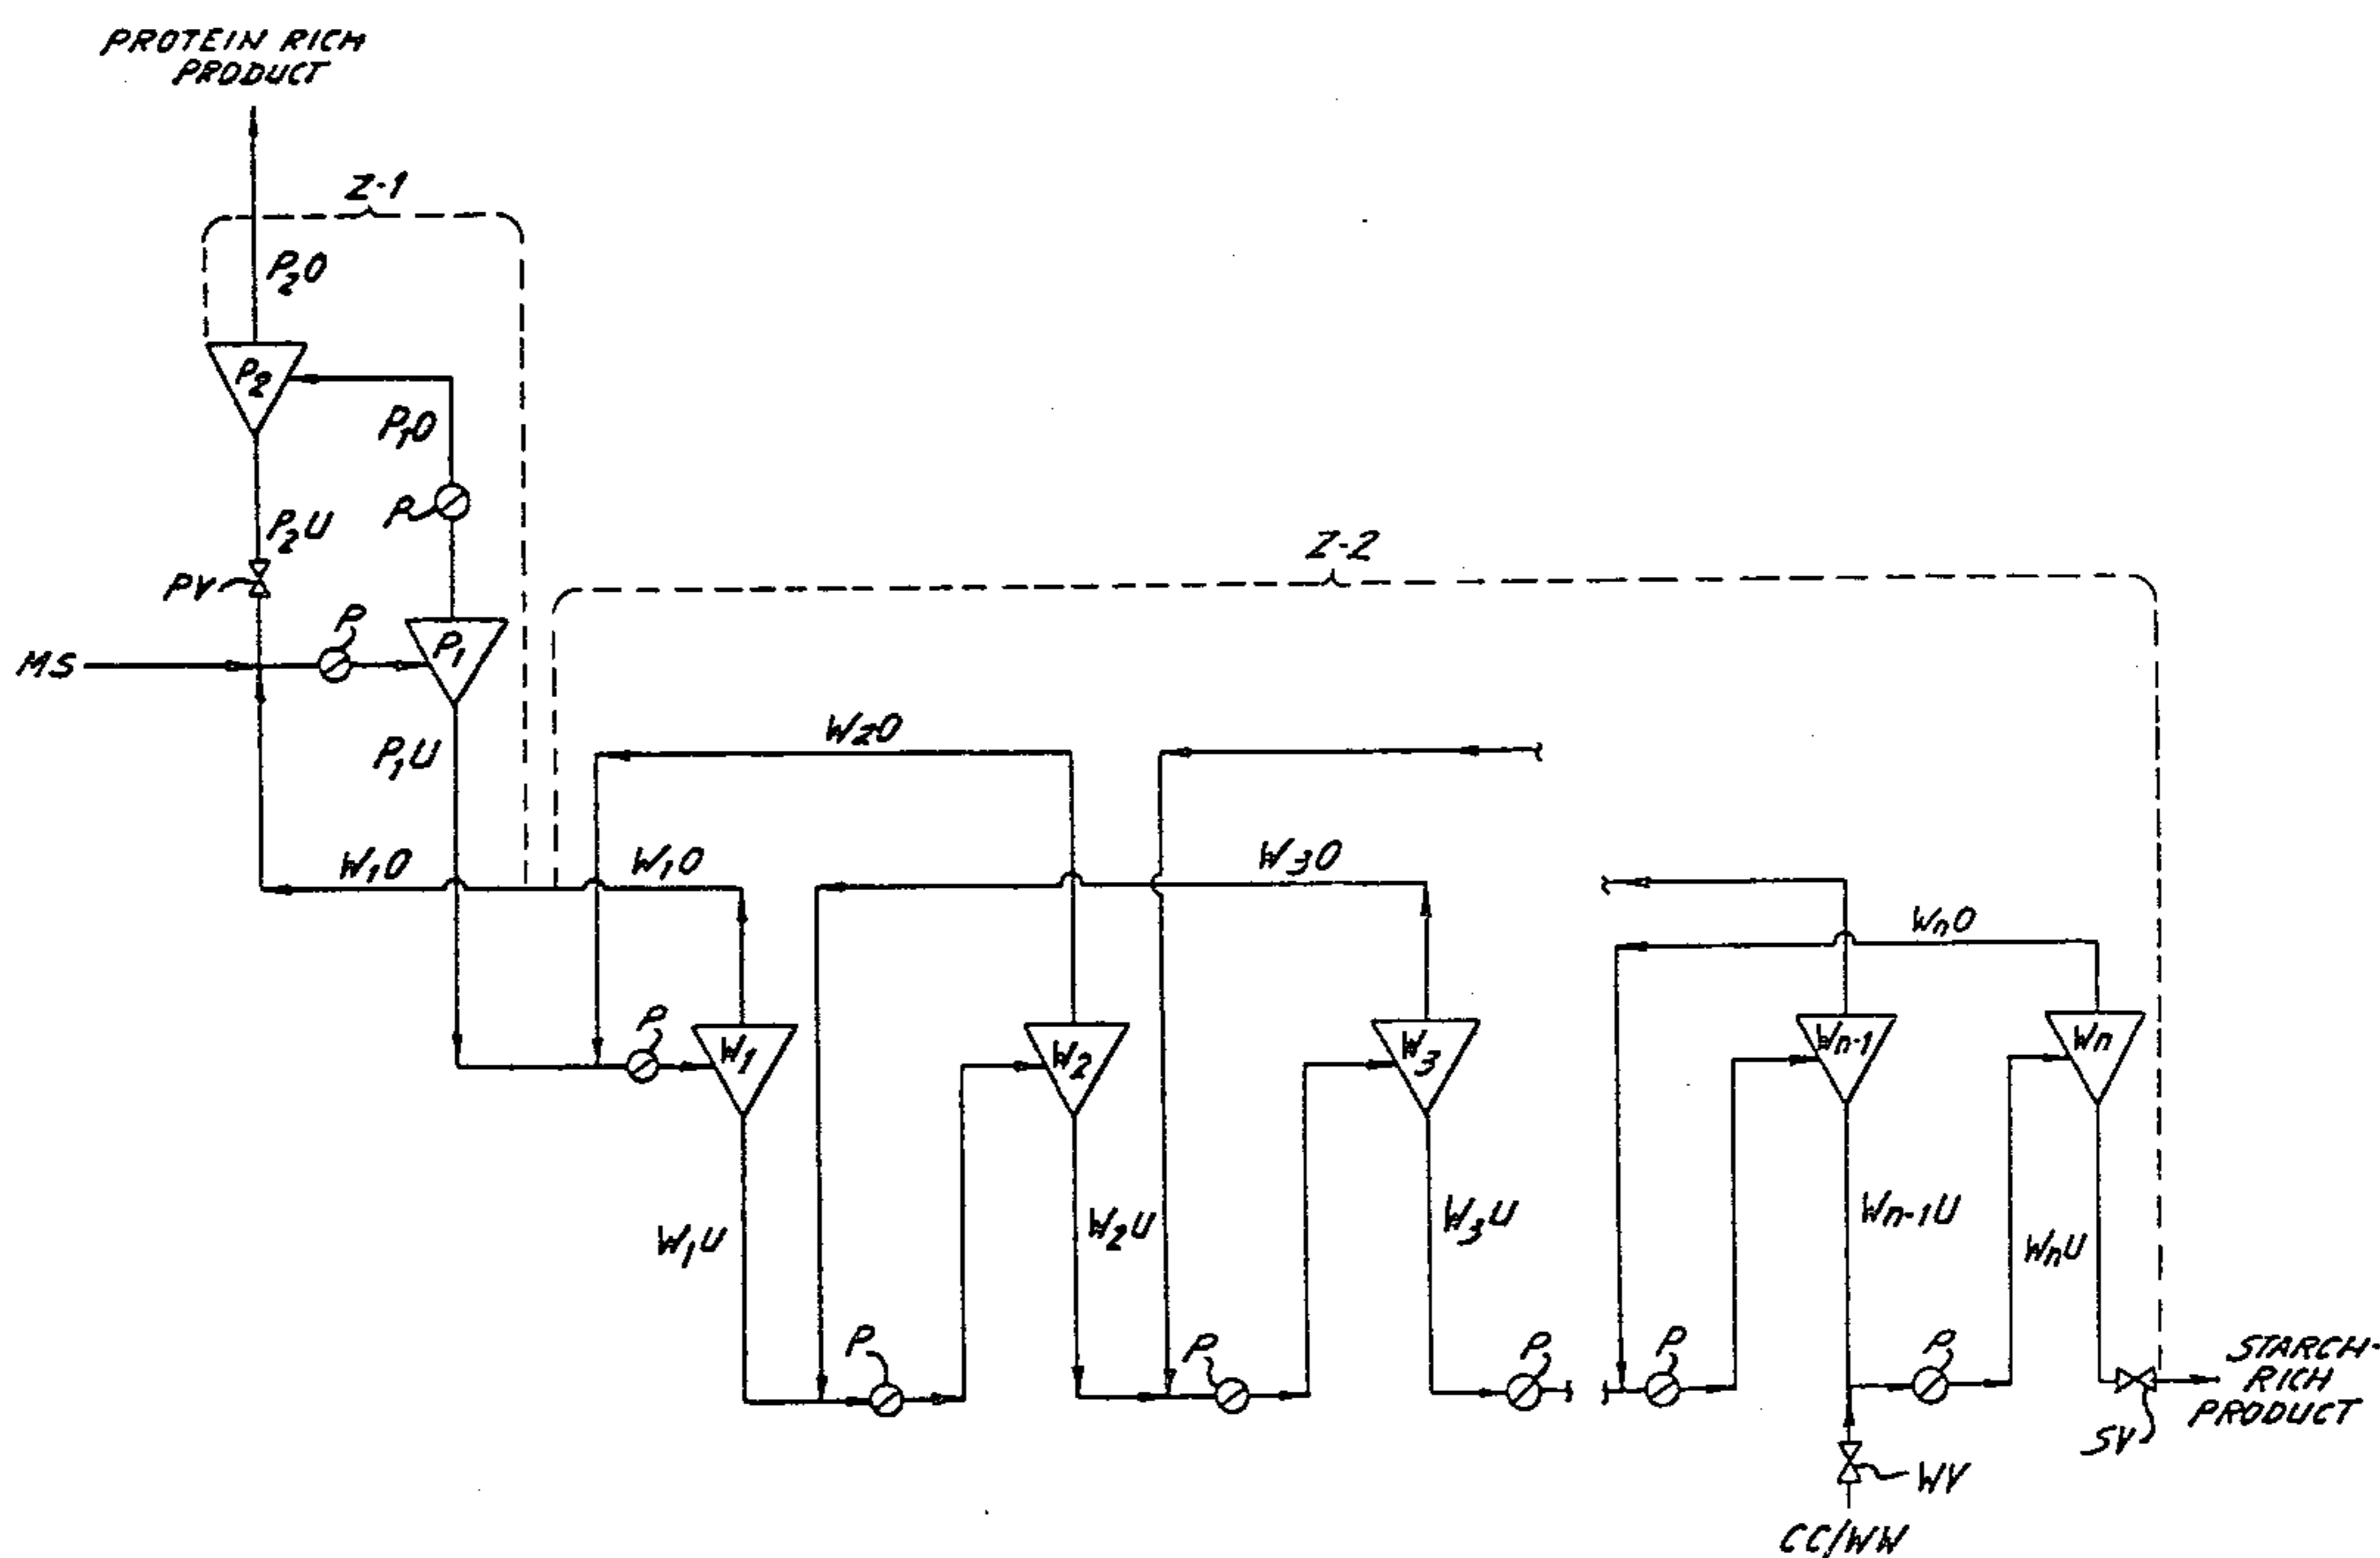 PROTEIN RICH
PRODUCT
Z-1
P2O
P2
P1O
P
P2U
PV
P
MS
P1
P1U
Z-2
W2O
W1O
W1O
W3O
WnO
P
W1
W2
W3
Wn-1
Wn
W1U
W2U
W3U
Wn-1U
WnU
P
P
P
P
P
STARCH-
RICH
PRODUCT
SV
WV
CC/WW